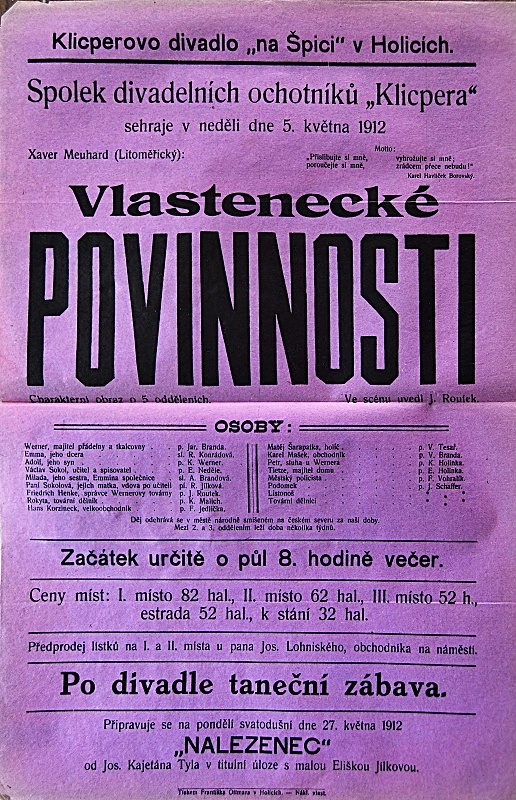 Klicperovo divadlo „na Špici“ v Holicích.
Spolek divadelních ochotníků „Klicpera“
sehraje v neděli dne 5. května 1912
Xaver Meuhard (Litoměřický):
Motto:
„Přislibujte si mně, vyhrožujte si mně;
poroučejte si mně, zrádcem přece nebudu!“
Karel Havlíček Borovský.
Vlastenecké
POVINNOSTI
Charakterní obraz o 5 odděleních. Ve scénu uvedl J. Routek.
OSOBY:
Werner, majitel přádelny a tkalcovny . p. Jar. Branda.
Emma, jeho dcera . . . sl. R. Konrádová.
Adolf, jeho syn . . . p. K. Werner.
Václav Sokol, učitel a spisovatel . p. E. Neděle.
Milada, jeho sestra, Emmina společnice sl. A. Brandová.
Paní Sokolová, jejich matka, vdova po učiteli pí. R. Jílková.
Friedrich Henke, správce Wernerovy továrny p. J. Routek.
Rokyta, tovární dělník . . . p. K. Malich.
Hans Korzineck, velkoobchodník . p. F. Jedlička.
Matěj Šarapatka, holič . . . p. V. Tesař.
Karel Mašek, obchodník . . . p. V. Branda.
Petr, sluha u Wernera . . . p. K. Holinka.
Tietze, majitel domu . . . p. E. Holinka.
Městský policista . . . p. F. Vohralík.
Podomek . . . p. J. Schaffer.
Listonoš . . . * * *
Tovární dělníci . . . * * *
Děj odehrává se v městě národně smíšeném na českém severu za naší doby.
Mezi 2. a 3. oddělením leží doba několika týdnů.
Začátek určitě o půl 8. hodině večer.
Ceny míst: I. místo 82 hal., II. místo 62 hal., III. místo 52 h.,
estrada 52 hal., k stání 32 hal.
Předprodej lístků na I. a II. místa u pana Jos. Lohniského, obchodníka na náměstí.
Po divadle taneční zábava.
Připravuje se na pondělí svatodušní dne 27. května 1912
„NALEZENEC“
od Jos. Kajetána Tyla v titulní úloze s malou Eliškou Jílkovou.
Tiskem Františka Ottmara v Holicích. — Nákl. vlast.